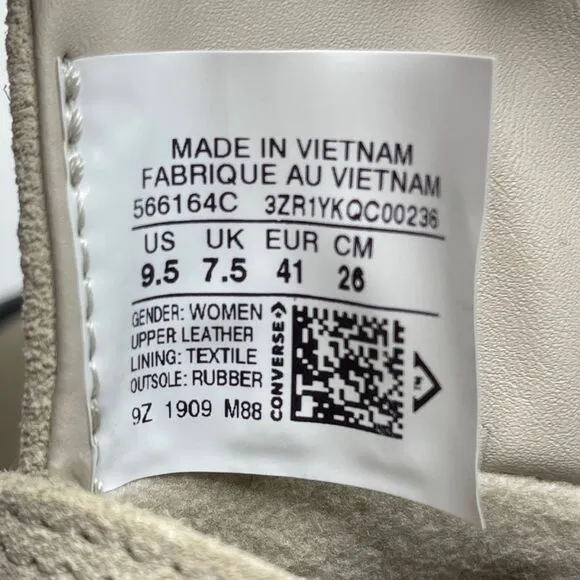 MADE IN VIETNAM
FABRIQUE AU VIETNAM
566164C 3ZR1YKQC00236
US UK EUR CM
9.5 7.5 41 26
GENDER: WOMEN
UPPER: LEATHER
LINING: TEXTILE
OUTSOLE: RUBBER
9Z 1909 M88
CONVERSE
TM